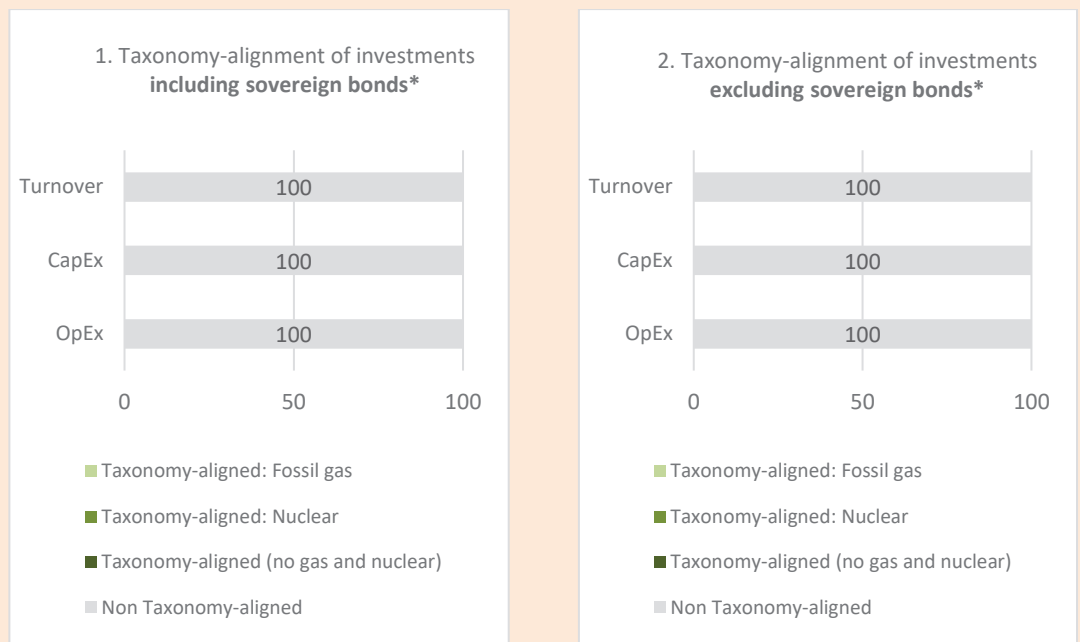 1. Taxonomy-alignment of investments
including sovereign bonds*
Turnover
100
CapEx
100
OpEx
100
0 50 100
Taxonomy-aligned: Fossil gas
Taxonomy-aligned: Nuclear
Taxonomy-aligned (no gas and nuclear)
Non Taxonomy-aligned
2. Taxonomy-alignment of investments
excluding sovereign bonds*
Turnover
100
CapEx
100
OpEx
100
0 50 100
Taxonomy-aligned: Fossil gas
Taxonomy-aligned: Nuclear
Taxonomy-aligned (no gas and nuclear)
Non Taxonomy-aligned